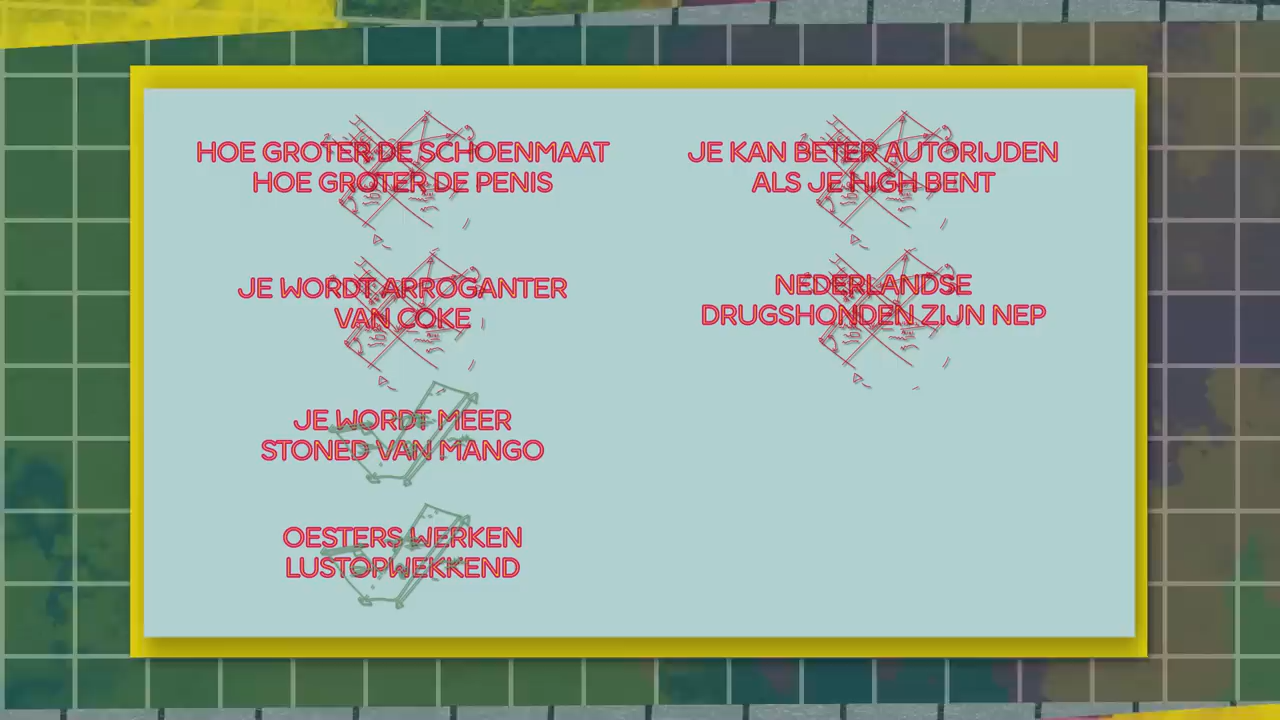 HOE GROTER DE SCHOENMAAT
HOE GROTER DE PENIS
JE WORDT ARROGANTER
VAN COKE
JE WORDT MEER
STONED VAN MANGO
OESTERS WERKEN
LUSTOPWEKKEND
JE KAN BETER AUTORIJDEN
ALS JE HIGH BENT
NEDERLANDSE
DRUGSHONDEN ZIJN NEP